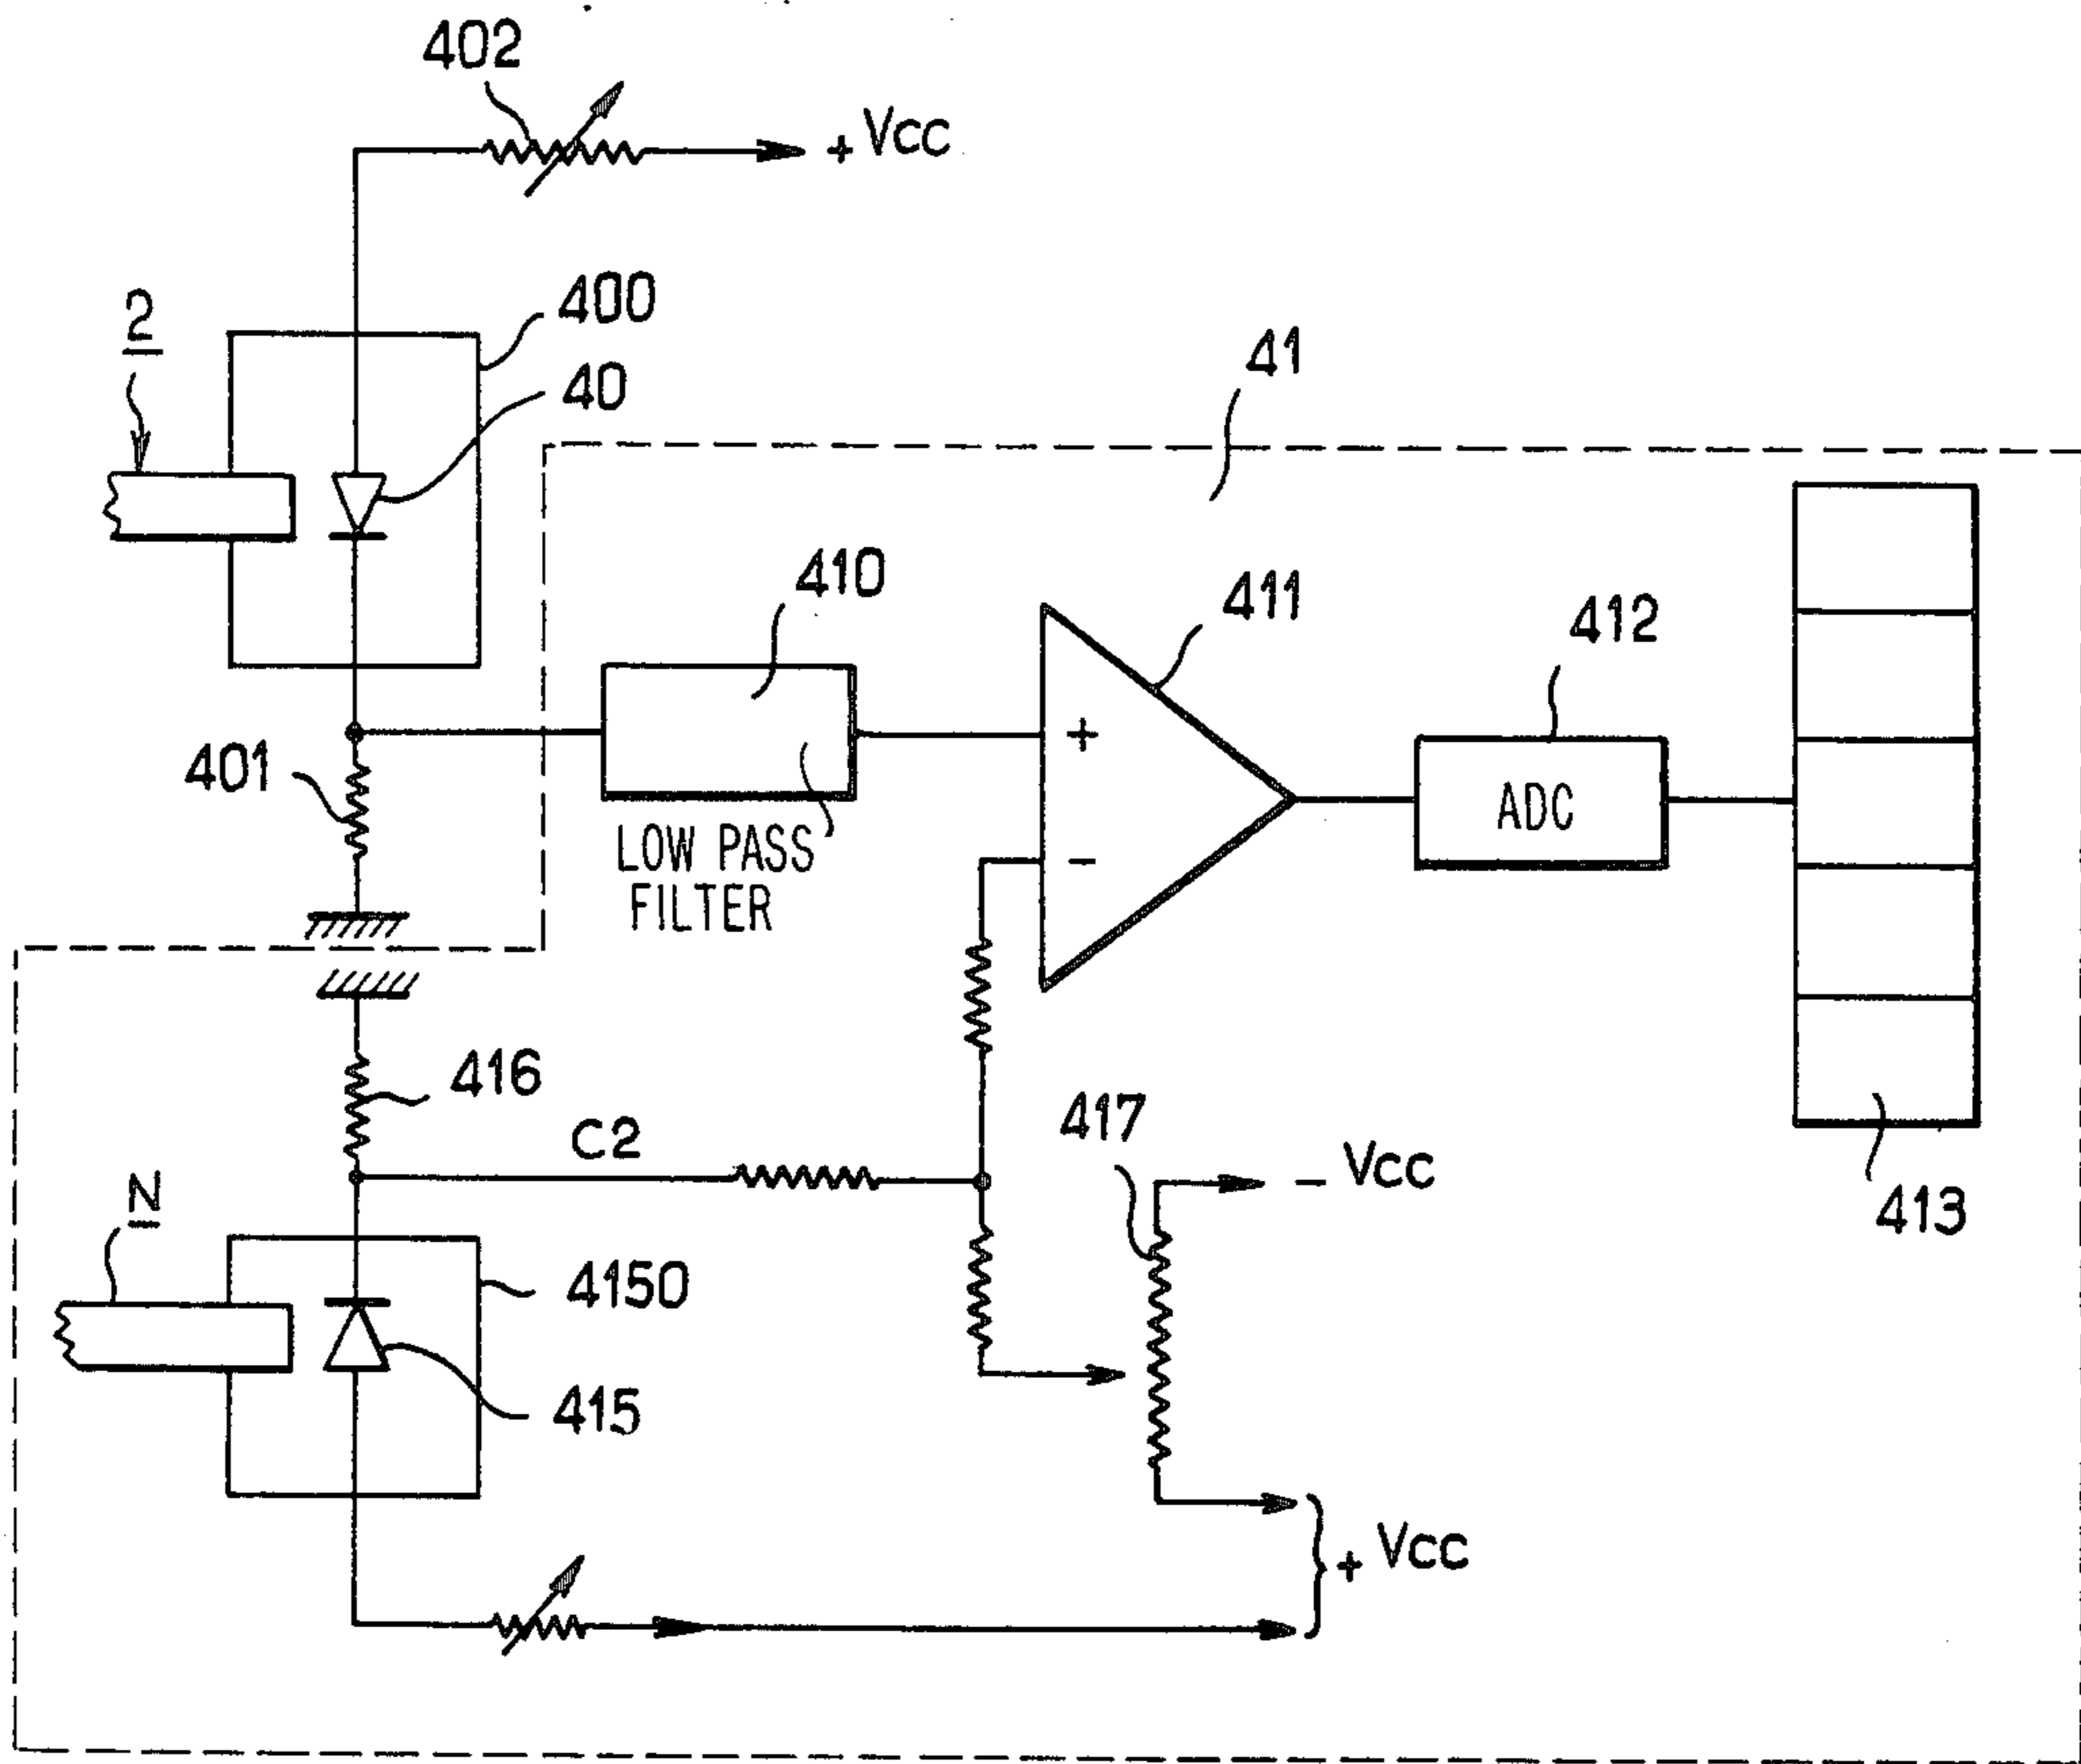 402
+ Vcc
2
400
40
41
410
411
412
+
401
ADC
LOW PASS
FILTER
-
416
C2
417
- Vcc
413
N
4150
415
+ Vcc